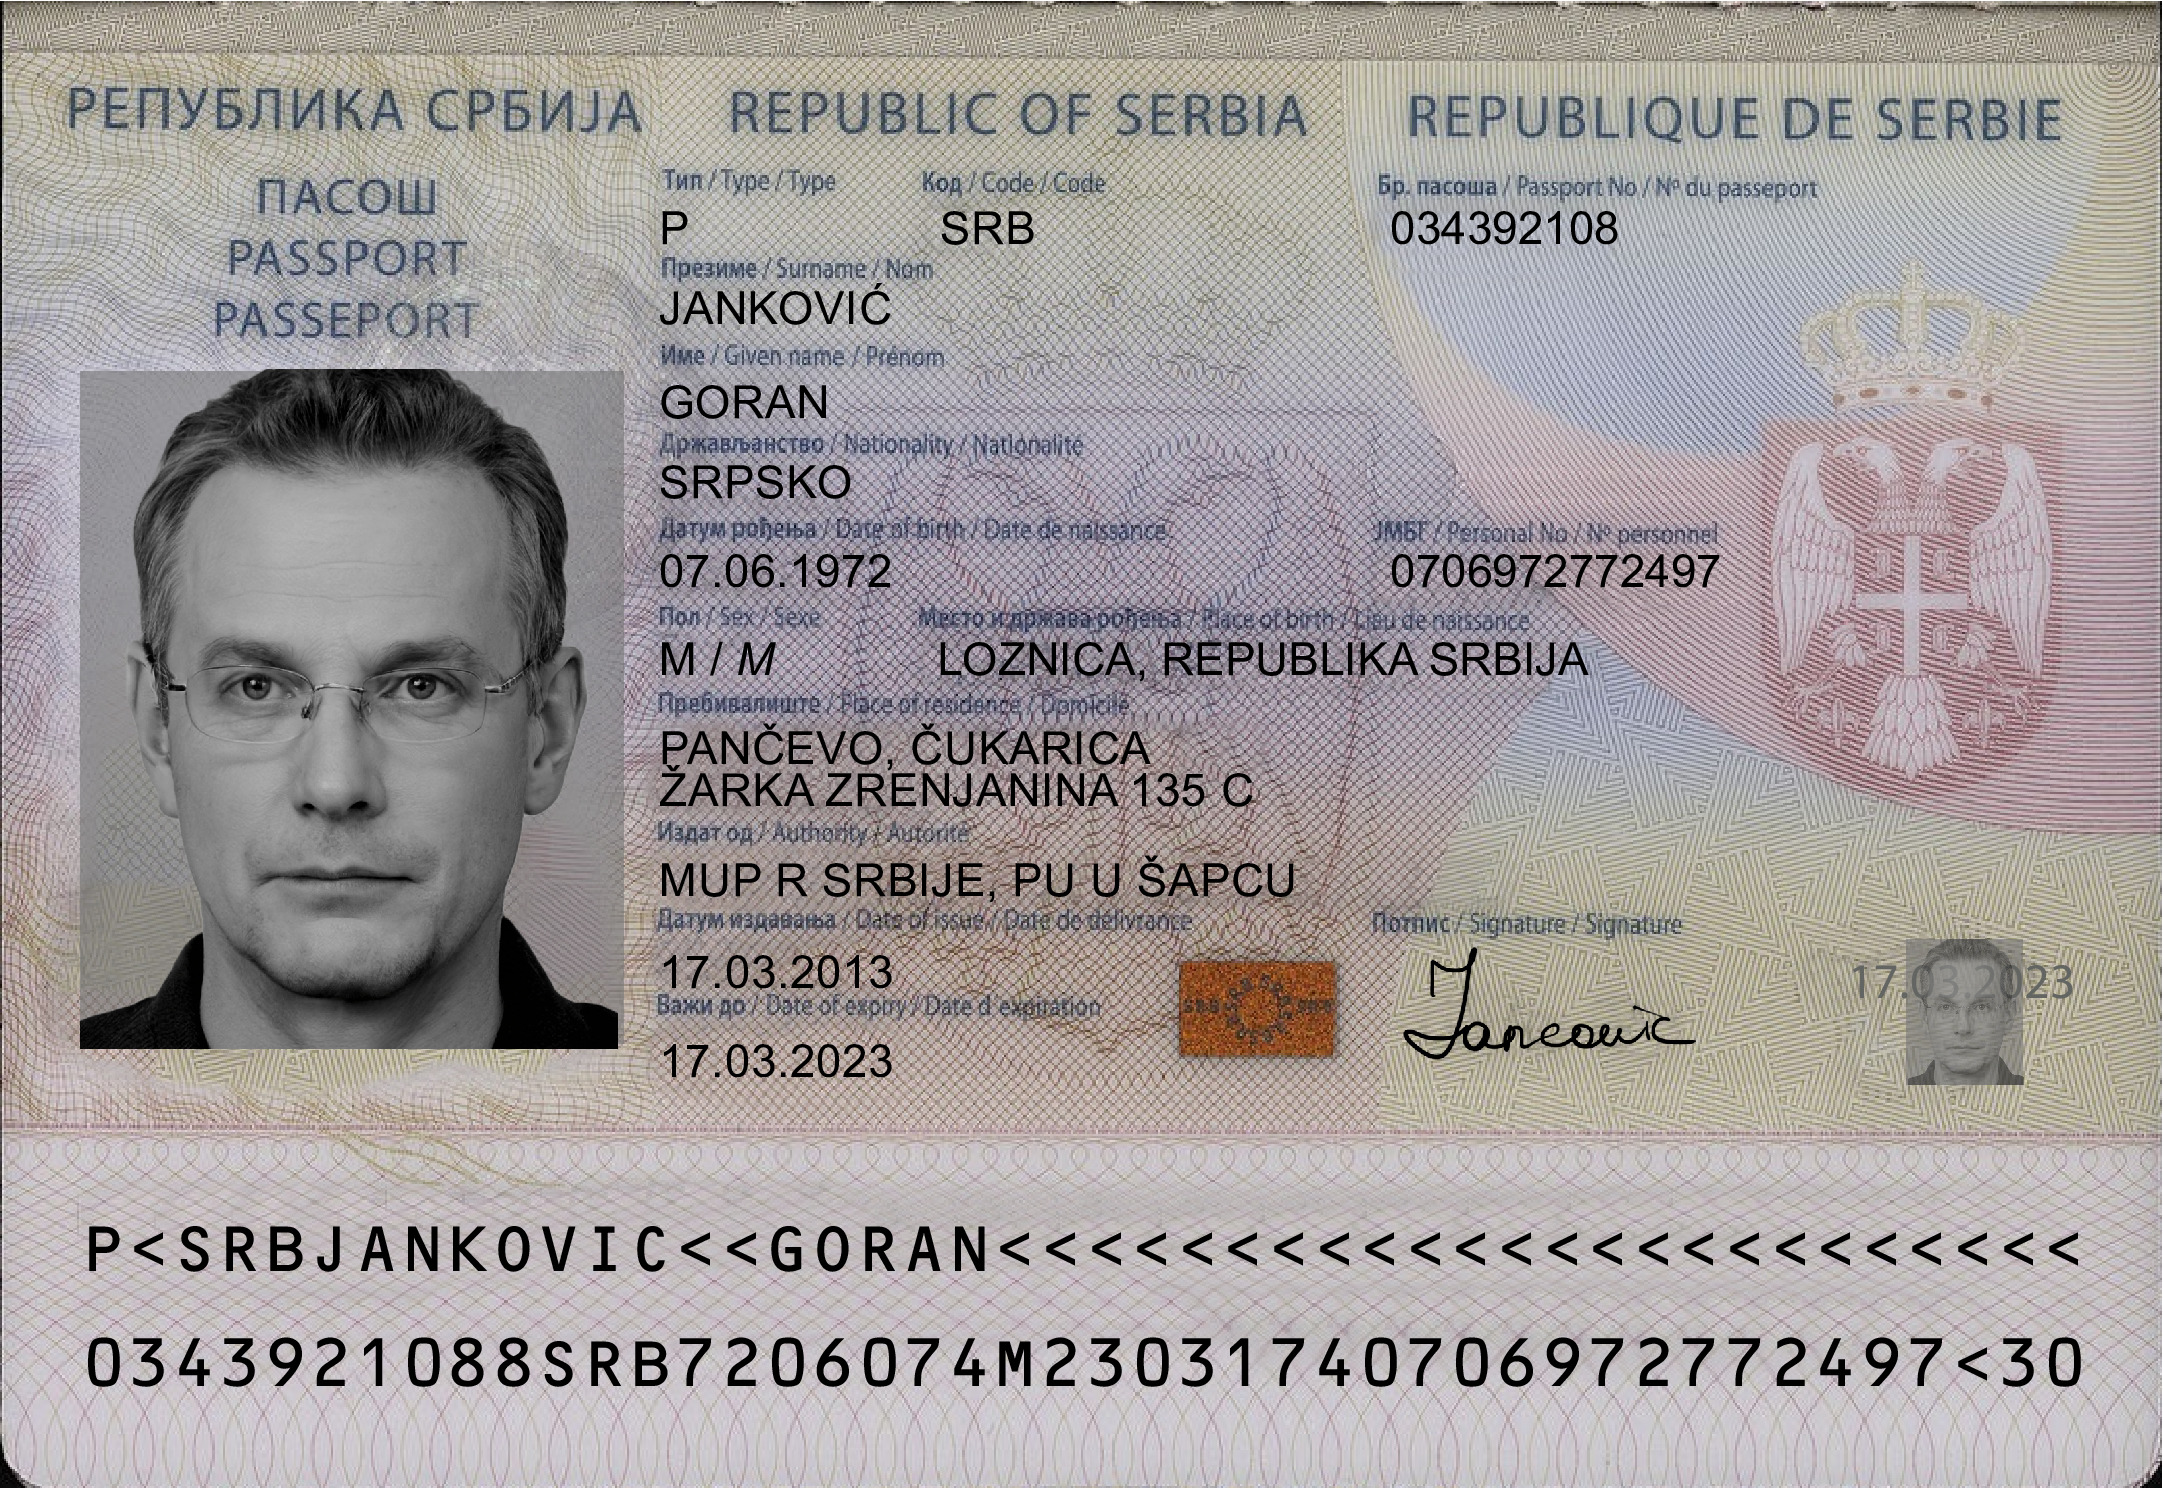 РЕПУБЛИКА СРБИЈА REPUBLIC OF SERBIA REPUBLIQUE DE SERBIE
ПАСОШ
PASSPORT
PASSEPORT
Тип / Type / Type Код / Code / Code Бр. пасоша / Passport No / Nº du passeport
P SRB 034392108
Презиме / Surname / Nom
JANKOVIĆ
Име / Given name / Prénom
GORAN
Држављанство / Nationality / Nationalité
SRPSKO
Датум рођења / Date of birth / Date de naissance ЈМБГ / Personal No / Nº personnel
07.06.1972 0706972772497
Пол / Sex / Sexe Место и држава рођења / Place of birth / Lieu de naissance
M / M LOZNICA, REPUBLIKA SRBIJA
Пребивалиште / Place of residence / Domicile
PANČEVO, ČUKARICA
ŽARKA ZRENJANINA 135 C
Издат од / Authority / Autorité
MUP R SRBIJE, PU U ŠAPCU
Датум издавања / Date of issue / Date de délivrance Потпис / Signature / Signature
17.03.2013 17.03.2023
Важи до / Date of expiry / Date d expiration
Jancovic
17.03.2023
P<SRBJANKOVIC<<GORAN<<<<<<<<<<<<<<<<<<<<<<<<
0343921088SRB7206074M23031740706972772497<30